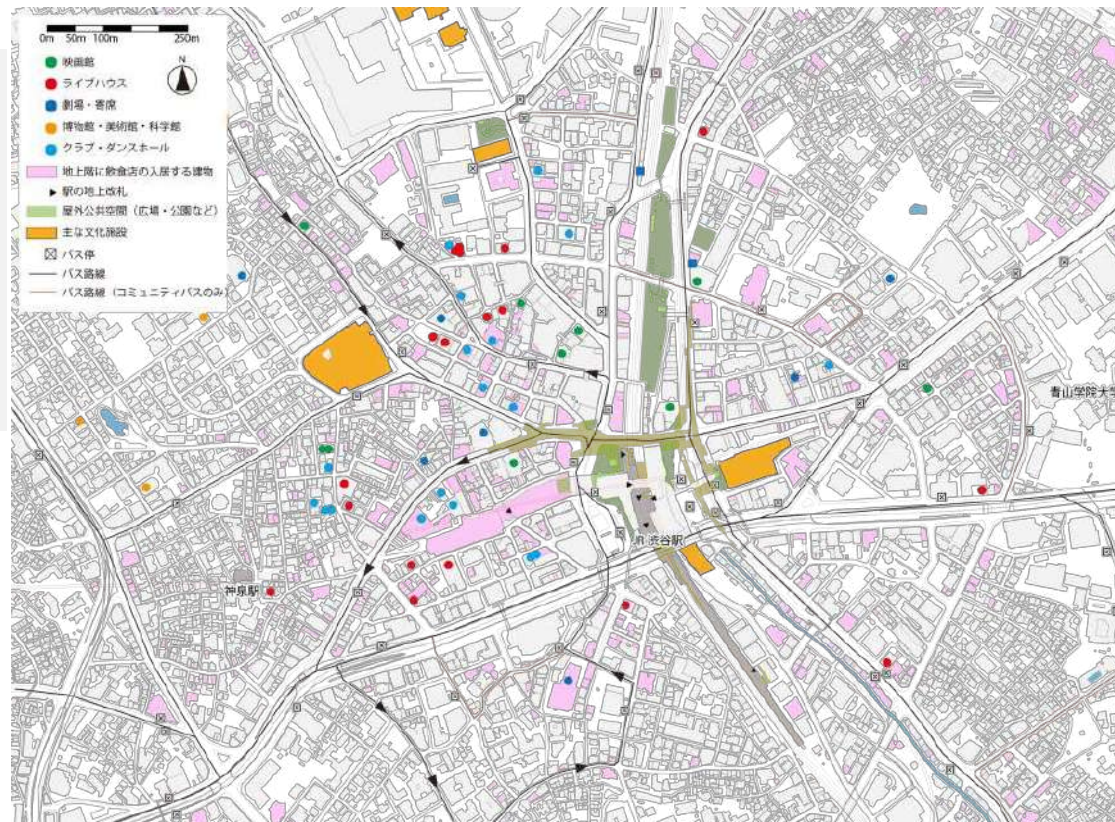 0m 50m 100m 250m
N
映画館
ライブハウス
劇場・寄席
博物館・美術館・科学館
クラブ・ダンスホール
地上階に飲食店の入居する建物
駅の地上改札
屋外公共空間（広場・公園など）
主な文化施設
バス停
バス路線
バス路線（コミュニティバスのみ）
青山学院大学
JR 渋谷駅
神泉駅